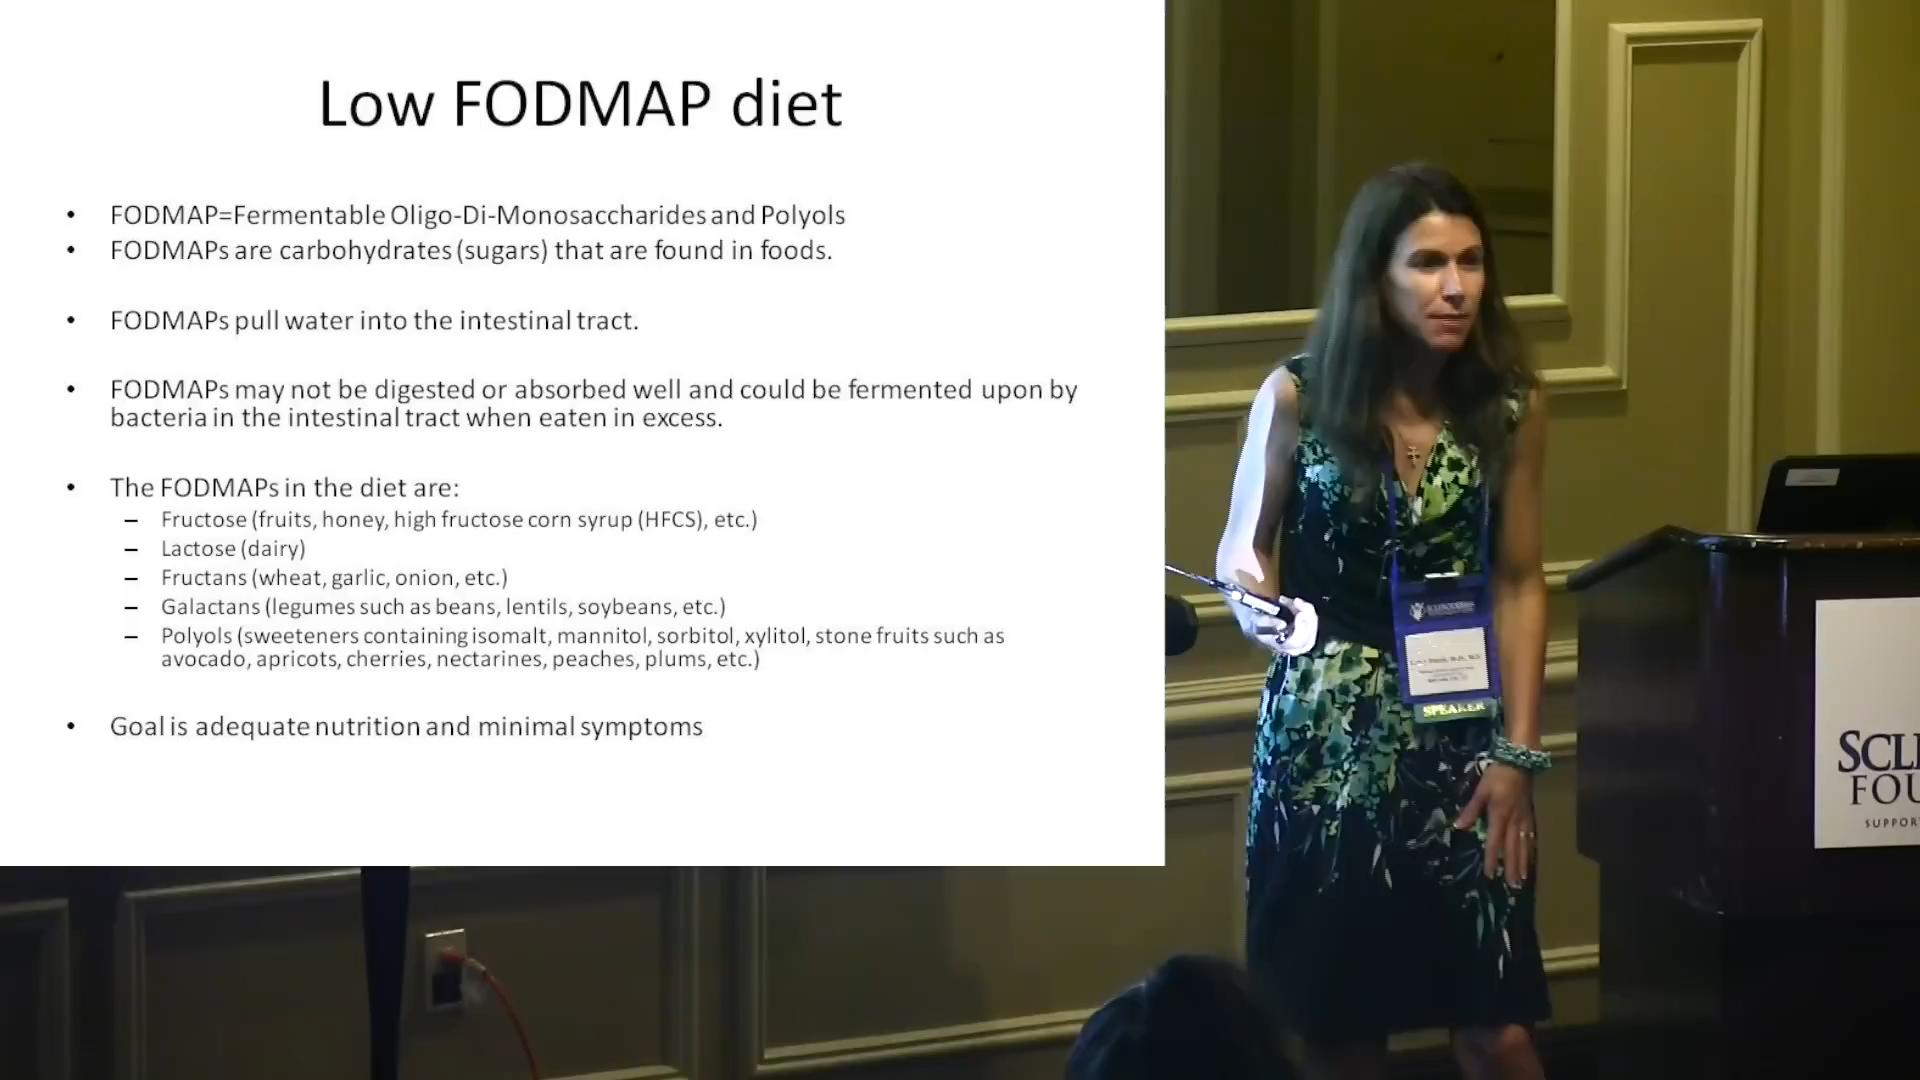 Low FODMAP diet
• FODMAP=Fermentable Oligo-Di-Monosaccharides and Polyols
• FODMAPs are carbohydrates (sugars) that are found in foods.
• FODMAPs pull water into the intestinal tract.
• FODMAPs may not be digested or absorbed well and could be fermented upon by
bacteria in the intestinal tract when eaten in excess.
• The FODMAPs in the diet are:
– Fructose (fruits, honey, high fructose corn syrup (HFCS), etc.)
– Lactose (dairy)
– Fructans (wheat, garlic, onion, etc.)
– Galactans (legumes such as beans, lentils, soybeans, etc.)
– Polyols (sweeteners containing isomalt, mannitol, sorbitol, xylitol, stone fruits such as
avocado, apricots, cherries, nectarines, peaches, plums, etc.)
• Goal is adequate nutrition and minimal symptoms
SPEAKER
SCL
FOU
SUPPOR